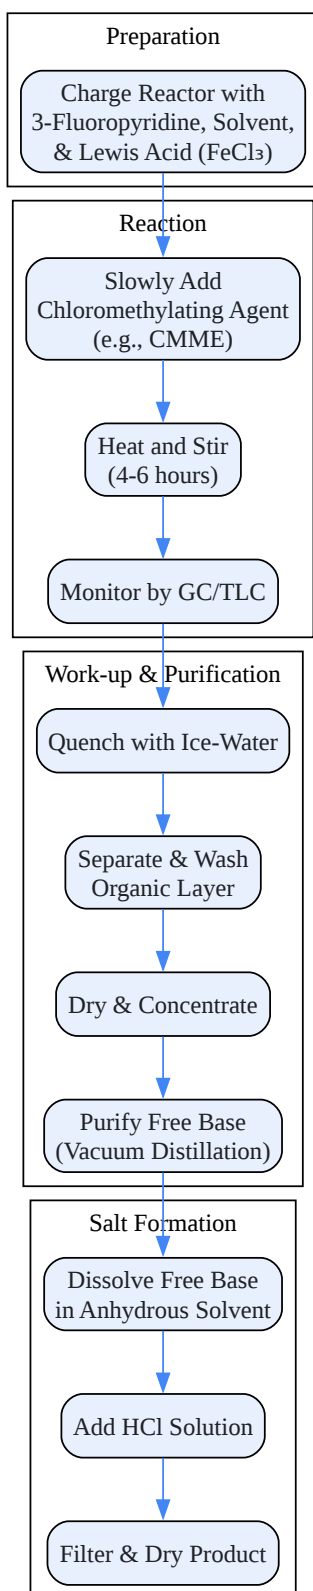 Preparation
Charge Reactor with
3-Fluoropyridine, Solvent,
& Lewis Acid (FeCl₃)
Reaction
Slowly Add
Chloromethylating Agent
(e.g., CMME)
Heat and Stir
(4-6 hours)
Monitor by GC/TLC
Work-up & Purification
Quench with Ice-Water
Separate & Wash
Organic Layer
Dry & Concentrate
Purify Free Base
(Vacuum Distillation)
Salt Formation
Dissolve Free Base
in Anhydrous Solvent
Add HCl Solution
Filter & Dry Product